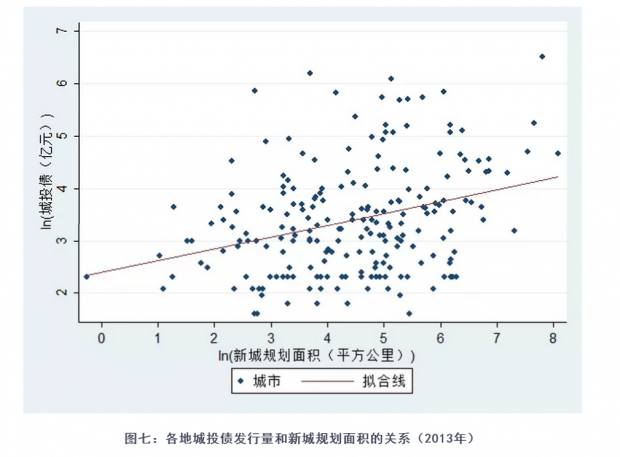 7
6
5
4
3
2
ln(城投债（亿元）)
0 1 2 3 4 5 6 7 8
ln(新城规划面积（平方公里）)
城市 拟合线
图七：各地城投债发行量和新城规划面积的关系（2013年）